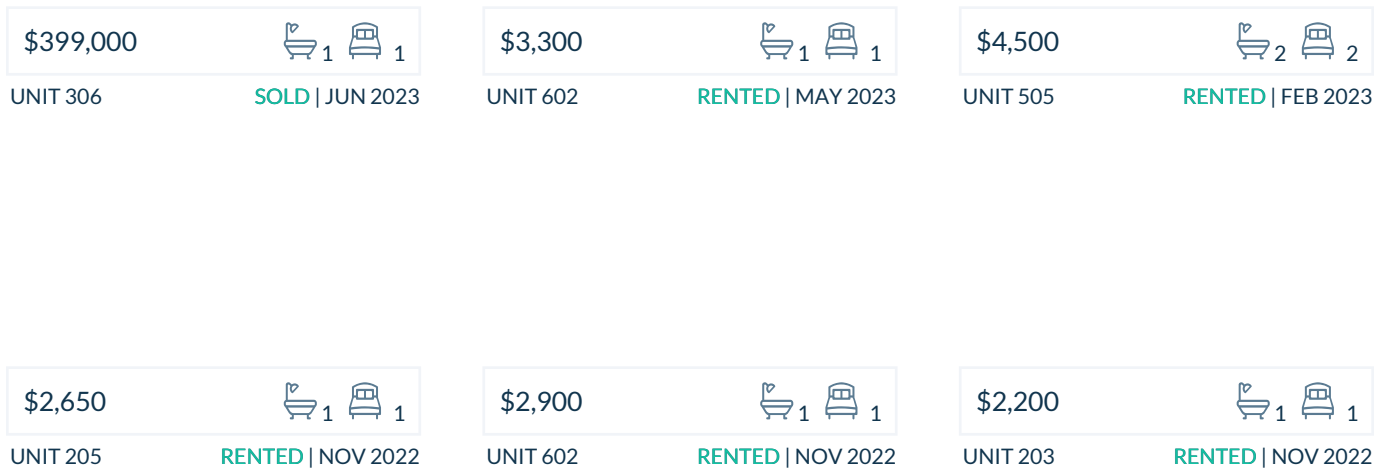 $399,000 1 1
UNIT 306 SOLD | JUN 2023
$3,300 1 1
UNIT 602 RENTED | MAY 2023
$4,500 2 2
UNIT 505 RENTED | FEB 2023
$2,650 1 1
UNIT 205 RENTED | NOV 2022
$2,900 1 1
UNIT 602 RENTED | NOV 2022
$2,200 1 1
UNIT 203 RENTED | NOV 2022